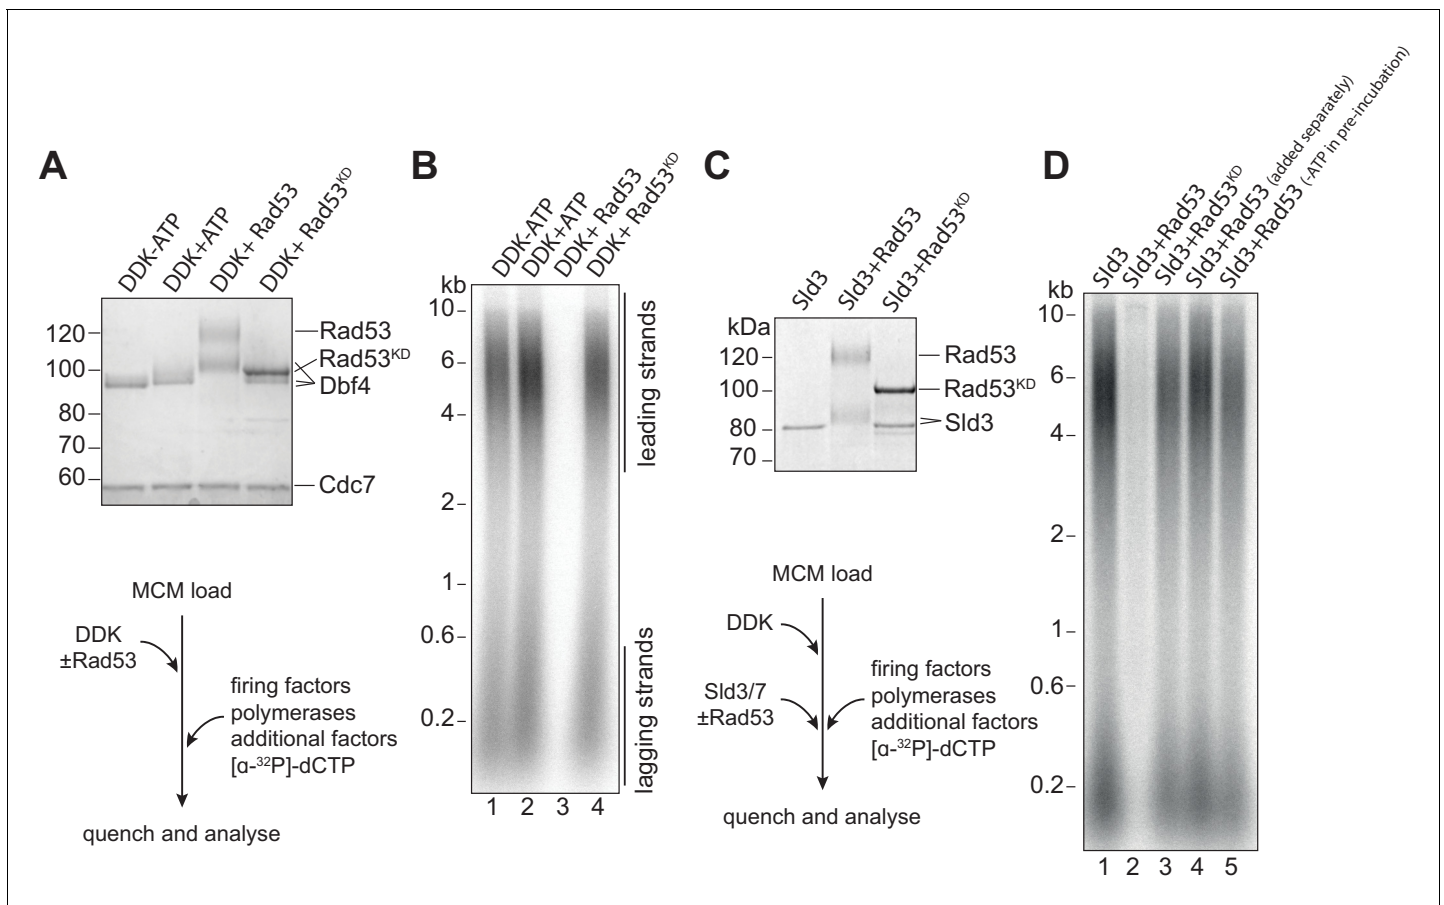 A
DDK-ATP
DDK+ATP
DDK+ Rad53
DDK+ Rad53KD
120
100
80
70
60
Rad53
Rad53KD
Dbf4
Cdc7
MCM load
DDK
±Rad53
firing factors
polymerases
additional factors
[α-32P]-dCTP
quench and analyse
B
DDK-ATP
DDK+ATP
DDK+ Rad53
DDK+ Rad53KD
kb
10
6
4
2
1
0.6
0.2
leading strands
lagging strands
1 2 3 4
C
Sld3
Sld3+Rad53
Sld3+Rad53KD
kDa
120
100
80
70
Rad53
Rad53KD
Sld3
MCM load
DDK
Sld3/7
±Rad53
firing factors
polymerases
additional factors
[α-32P]-dCTP
quench and analyse
D
Sld3
Sld3+Rad53
Sld3+Rad53KD
Sld3+Rad53 (added separately)
Sld3+Rad53 (-ATP in pre-incubation)
kb
10
6
4
2
1
0.6
0.2
1 2 3 4 5